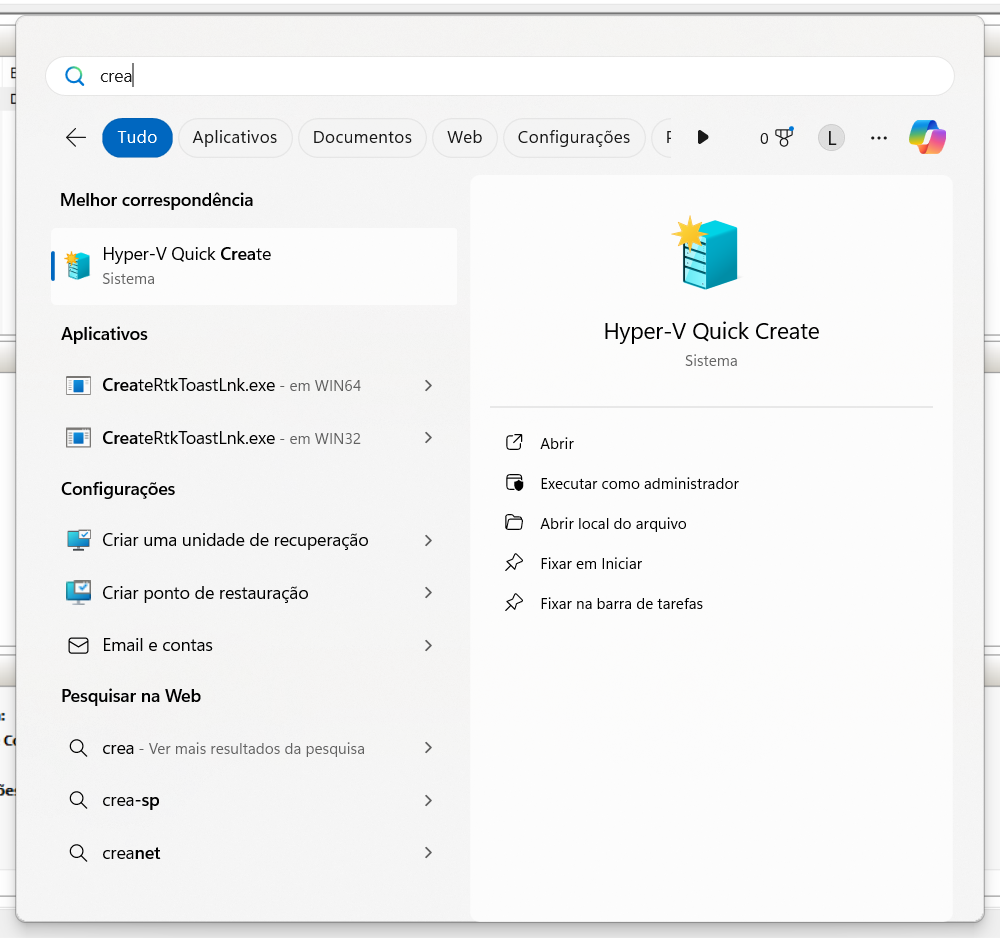 crea
Tudo
Aplicativos
Documentos
Web
Configurações
0
L
Melhor correspondência
Hyper-V Quick Create
Sistema
Aplicativos
CreateRtkToastLnk.exe - em WIN64
CreateRtkToastLnk.exe - em WIN32
Configurações
Criar uma unidade de recuperação
Criar ponto de restauração
Email e contas
Pesquisar na Web
crea - Ver mais resultados da pesquisa
crea-sp
creanet
Hyper-V Quick Create
Sistema
Abrir
Executar como administrador
Abrir local do arquivo
Fixar em Iniciar
Fixar na barra de tarefas